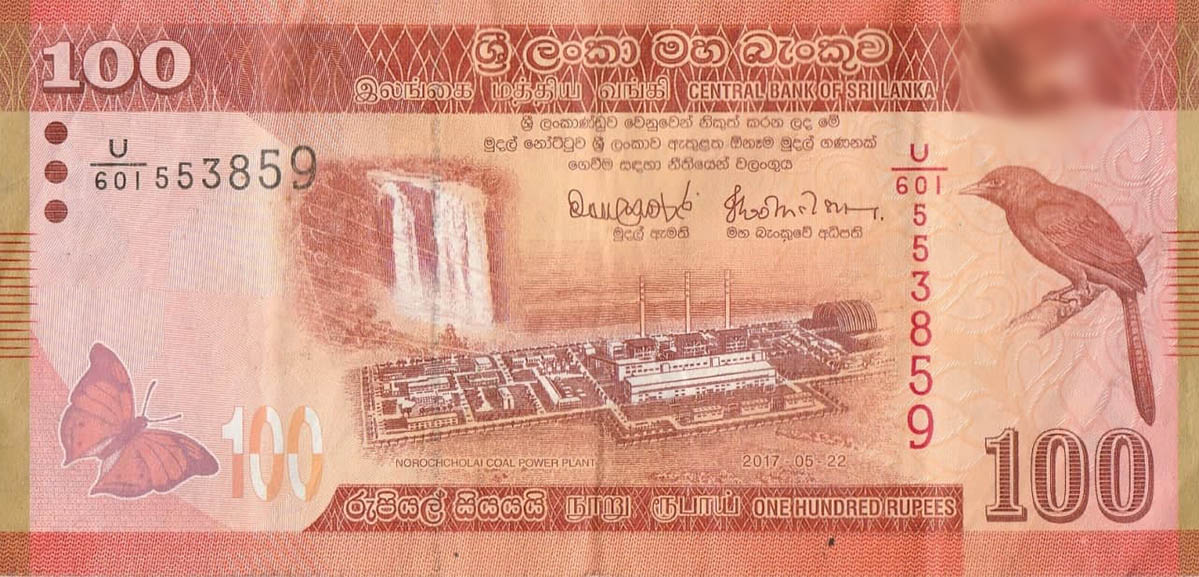 100
ශ්‍රී ලංකා මහ බැංකුව
இலங்கை மத்திய வங்கி CENTRAL BANK OF SRI LANKA
ශ්‍රී ලංකාණ්ඩුව වෙනුවෙන් නිකුත් කරන ලද මේ
මුදල් නෝට්ටුව ශ්‍රී ලංකාව ඇතුළත ඕනෑම මුදල් ගණනක්
ගෙවීම සඳහා නීතියෙන් වලංගුය
U/601 553859
U/601 553859
මුදල් ඇමති මහ බැංකුවේ අධිපති
100
NOROCHCHOLAI COAL POWER PLANT 2017-05-22
100
රුපියල් සියයයි நூறு ரூபாய் ONE HUNDRED RUPEES